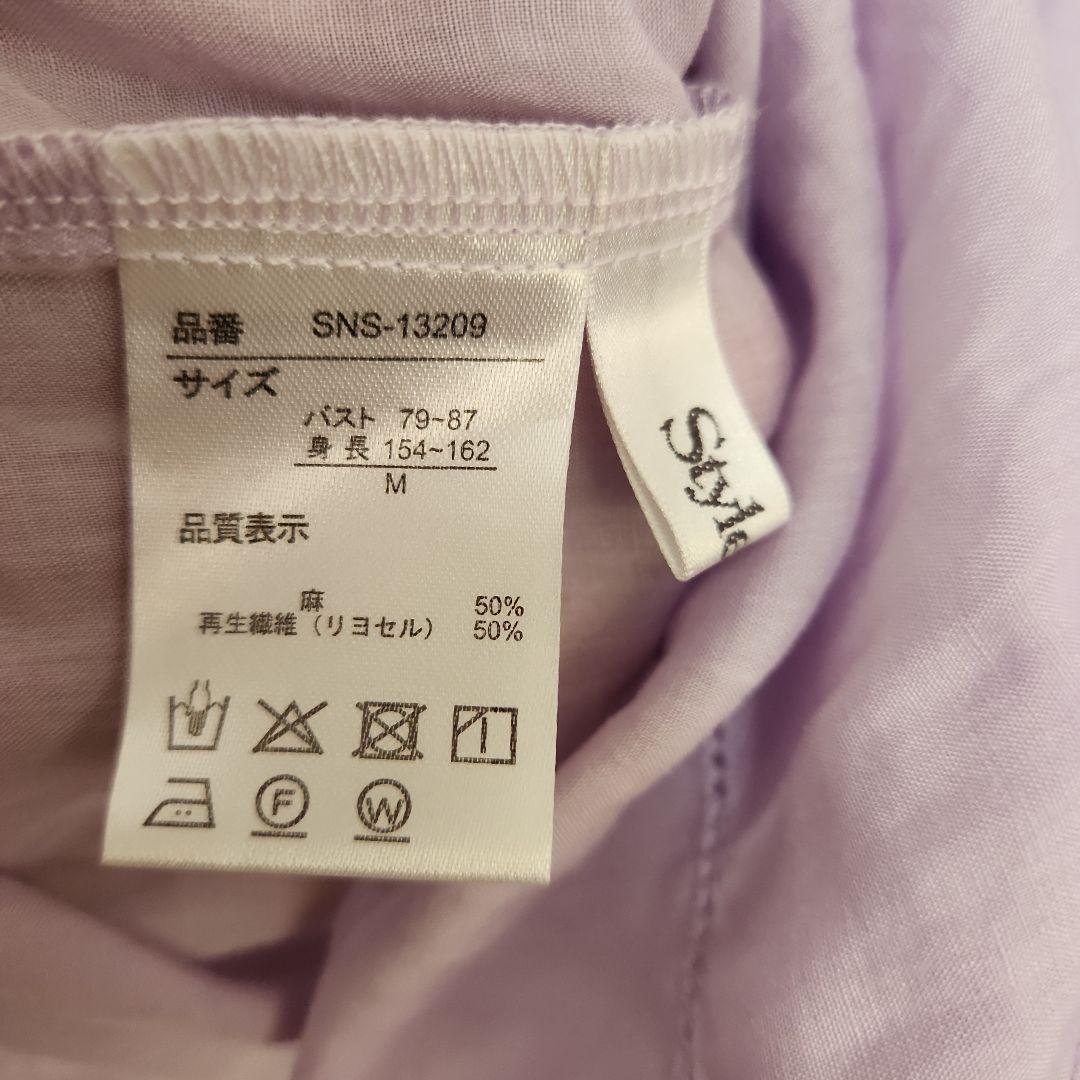 品番 SNS-13209
サイズ
バスト 79~87
身長 154~162
M
品質表示
麻 50%
再生繊維（リヨセル） 50%
F
W
Style